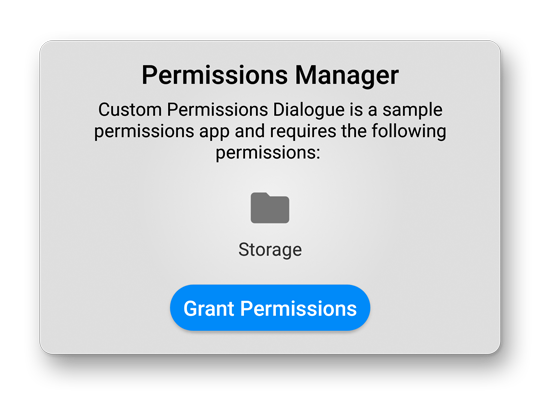 Permissions Manager
Custom Permissions Dialogue is a sample
permissions app and requires the following
permissions:
Storage
Grant Permissions